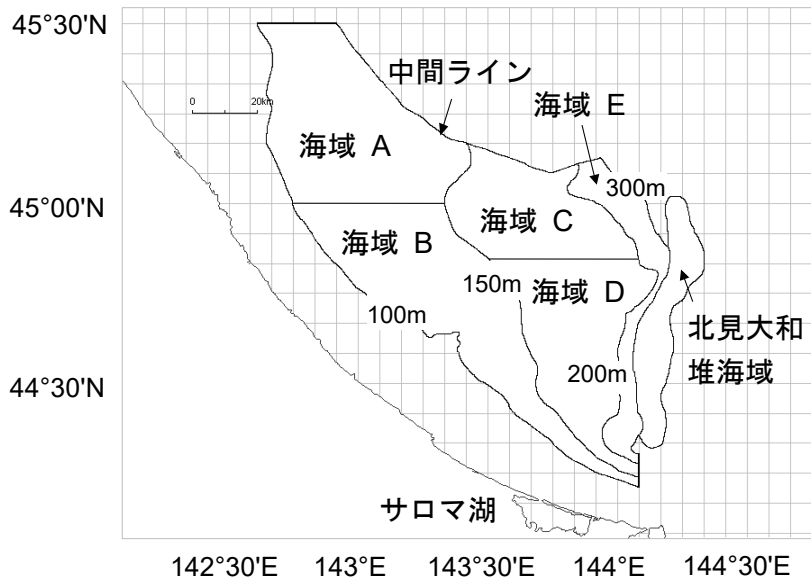 45°30'N
中間ライン
0 20km
海域 E
海域 A
300m
45°00'N
海域 C
海域 B
150m
海域 D
100m
北見大和
堆海域
200m
44°30'N
サロマ湖
142°30'E
143°E
143°30'E
144°E
144°30'E